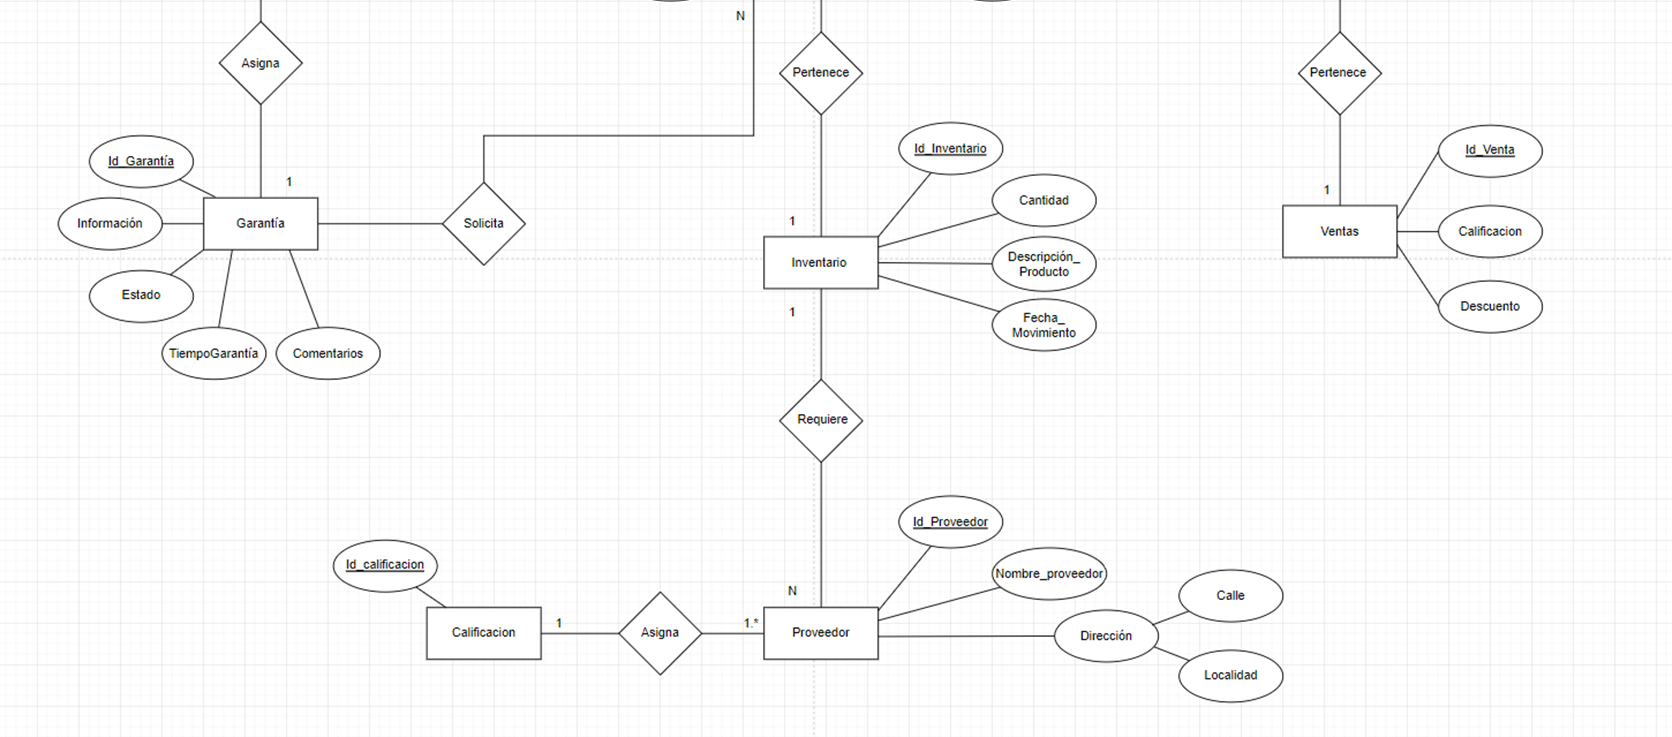 N
Asigna
Pertenece
Pertenece
Id_Garantía
1
Información
Garantía
Solicita
Estado
TiempoGarantía
Comentarios
Id_Inventario
Cantidad
1
Inventario
Descripción_
Producto
1
Fecha_
Movimiento
Id_Venta
1
Ventas
Calificacion
Descuento
Requiere
Id_Proveedor
Id_calificacion
Nombre_proveedor
N
Calle
Calificacion
1
Asigna
1.*
Proveedor
Dirección
Localidad